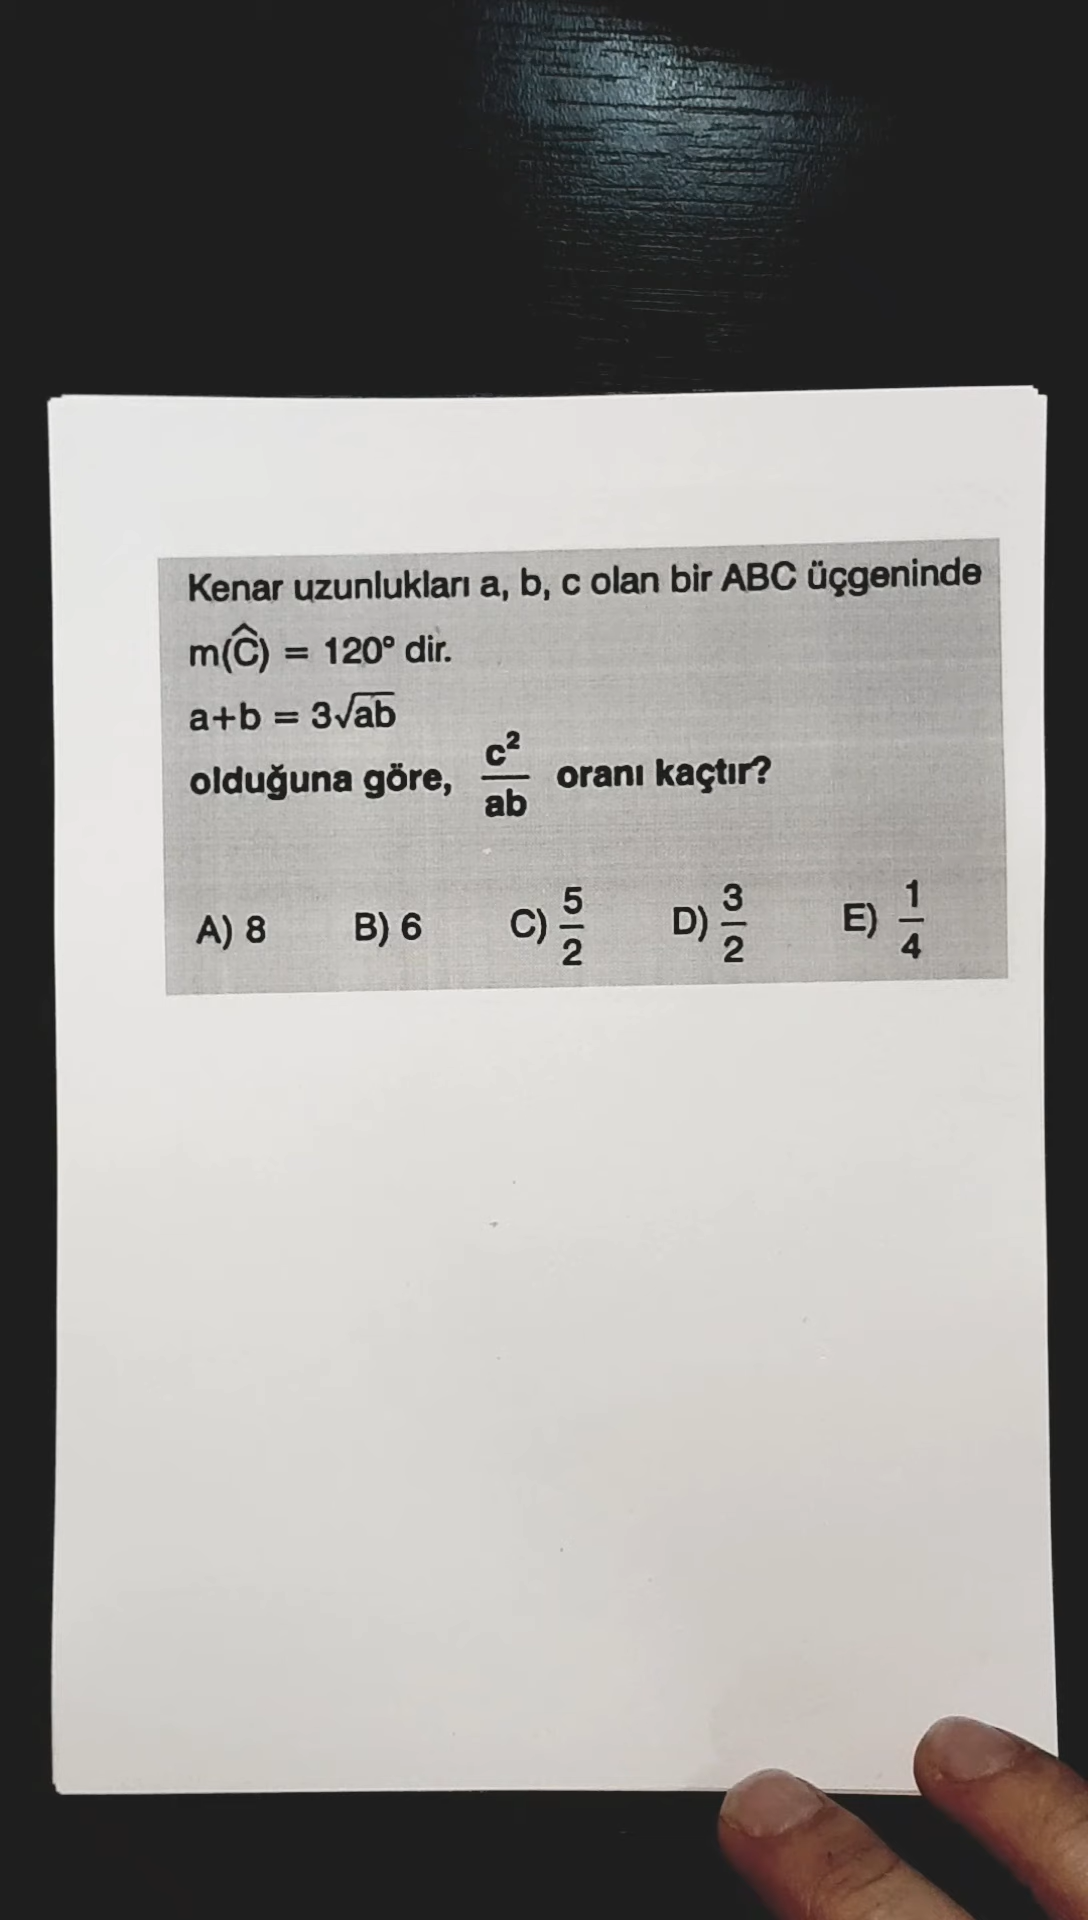 Kenar uzunlukları a, b, c olan bir ABC üçgeninde
m(Ĉ) = 120° dir.
a+b = 3√ab
olduğuna göre, c²/ab oranı kaçtır?
A) 8 B) 6 C) 5/2 D) 3/2 E) 1/4